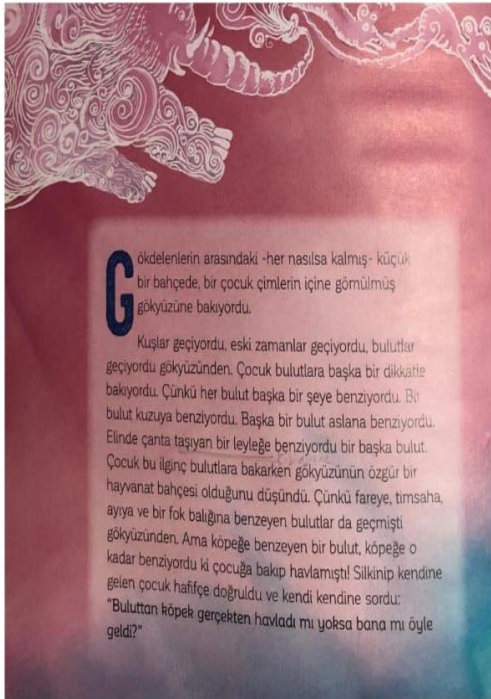 Gökdelenlerin arasındaki -her nasılsa kalmış- küçük
bir bahçede, bir çocuk çimlerin içine gömülmüş
gökyüzüne bakıyordu.
Kuşlar geçiyordu, eski zamanlar geçiyordu, bulutlar
geçiyordu gökyüzünden. Çocuk bulutlara başka bir dikkatle
bakıyordu. Çünkü her bulut başka bir şeye benziyordu. Bir
bulut kuzuya benziyordu. Başka bir bulut aslana benziyordu.
Elinde çanta taşıyan bir leyleğe benziyordu bir başka bulut.
Çocuk bu ilginç bulutlara bakarken gökyüzünün özgür bir
hayvanat bahçesi olduğunu düşündü. Çünkü fareye, timsaha,
ayıya ve bir fok balığına benzeyen bulutlar da geçmişti
gökyüzünden. Ama köpeğe benzeyen bir bulut, köpeğe o
kadar benziyordu ki çocuğa bakıp havlamıştı! Silkinip kendine
gelen çocuk hafifçe doğruldu ve kendi kendine sordu:
"Buluttan köpek gerçekten havladı mı yoksa bana mı öyle
geldi?"